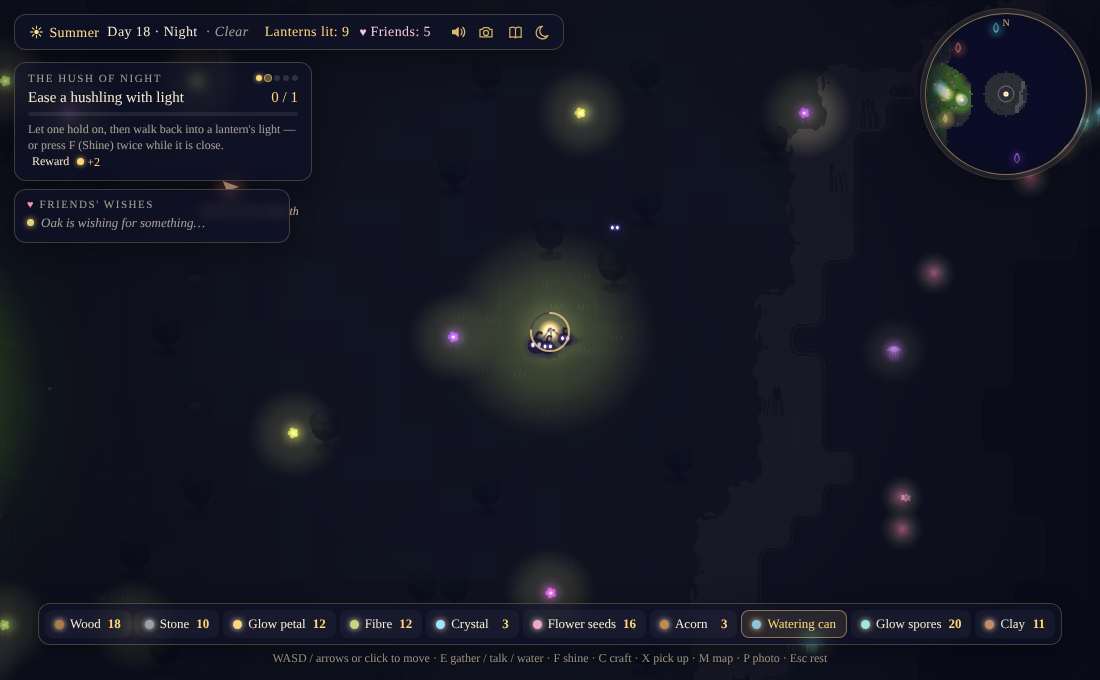 Summer Day 18 · Night · Clear Lanterns lit: 9 ♥ Friends: 5
N
THE HUSH OF NIGHT
Ease a hushling with light 0 / 1
Let one hold on, then walk back into a lantern's light —
or press F (Shine) twice while it is close.
Reward +2
♥ FRIENDS' WISHES
th
Oak is wishing for something…
Wood 18 Stone 10 Glow petal 12 Fibre 12 Crystal 3 Flower seeds 16 Acorn 3 Watering can Glow spores 20 Clay 11
WASD / arrows or click to move · E gather / talk / water · F shine · C craft · X pick up · M map · P photo · Esc rest